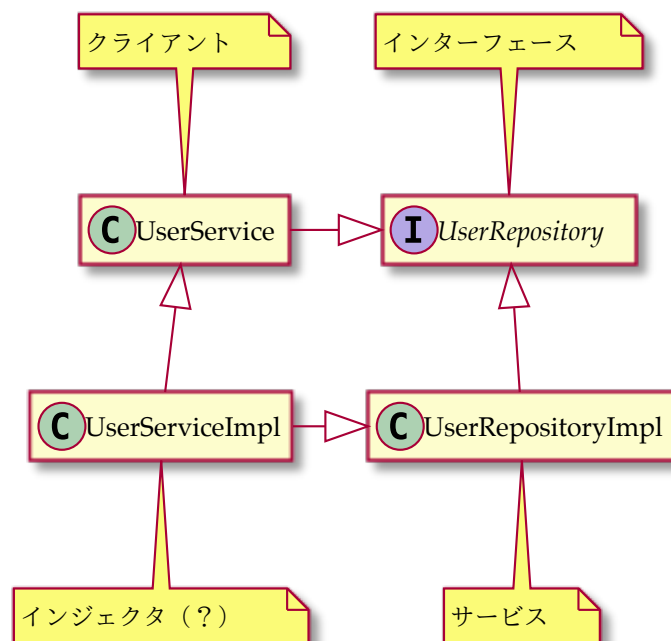 クライアント
インターフェース
C UserService
I UserRepository
C UserServiceImpl
C UserRepositoryImpl
インジェクタ（？）
サービス